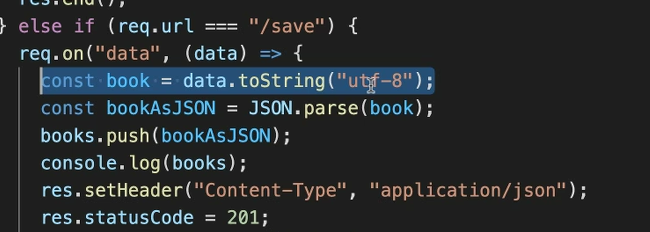 res.end();
} else if (req.url === "/save") {
req.on("data", (data) => {
const book = data.toString("utf-8");
const bookAsJSON = JSON.parse(book);
books.push(bookAsJSON);
console.log(books);
res.setHeader("Content-Type", "application/json");
res.statusCode = 201;